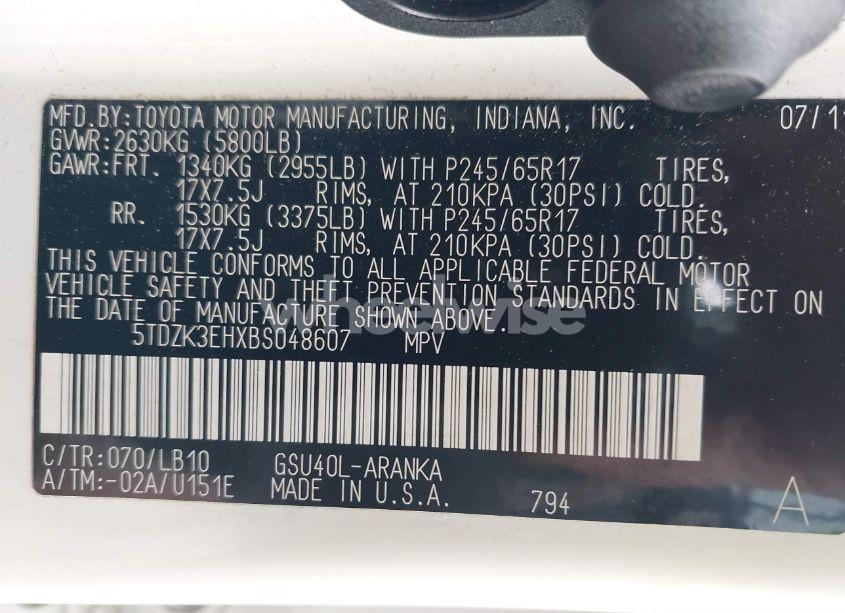 MFD.BY:TOYOTA MOTOR MANUFACTURING, INDIANA, INC. 07/1
GVWR:2630KG (5800LB)
GAWR:FRT. 1340KG (2955LB) WITH P245/65R17 TIRES,
17X7.5J RIMS, AT 210KPA (30PSI) COLD.
RR. 1530KG (3375LB) WITH P245/65R17 TIRES,
17X7.5J RIMS, AT 210KPA (30PSI) COLD.
THIS VEHICLE CONFORMS TO ALL APPLICABLE FEDERAL MOTOR
VEHICLE SAFETY AND THEFT PREVENTION STANDARDS IN EFFECT ON
THE DATE OF MANUFACTURE SHOWN ABOVE.
wheelwise
5TDZK3EHXBS048607 MPV
C/TR:070/LB10 GSU40L-ARANKA
A/TM:-02A/U151E MADE IN U.S.A. 794 A